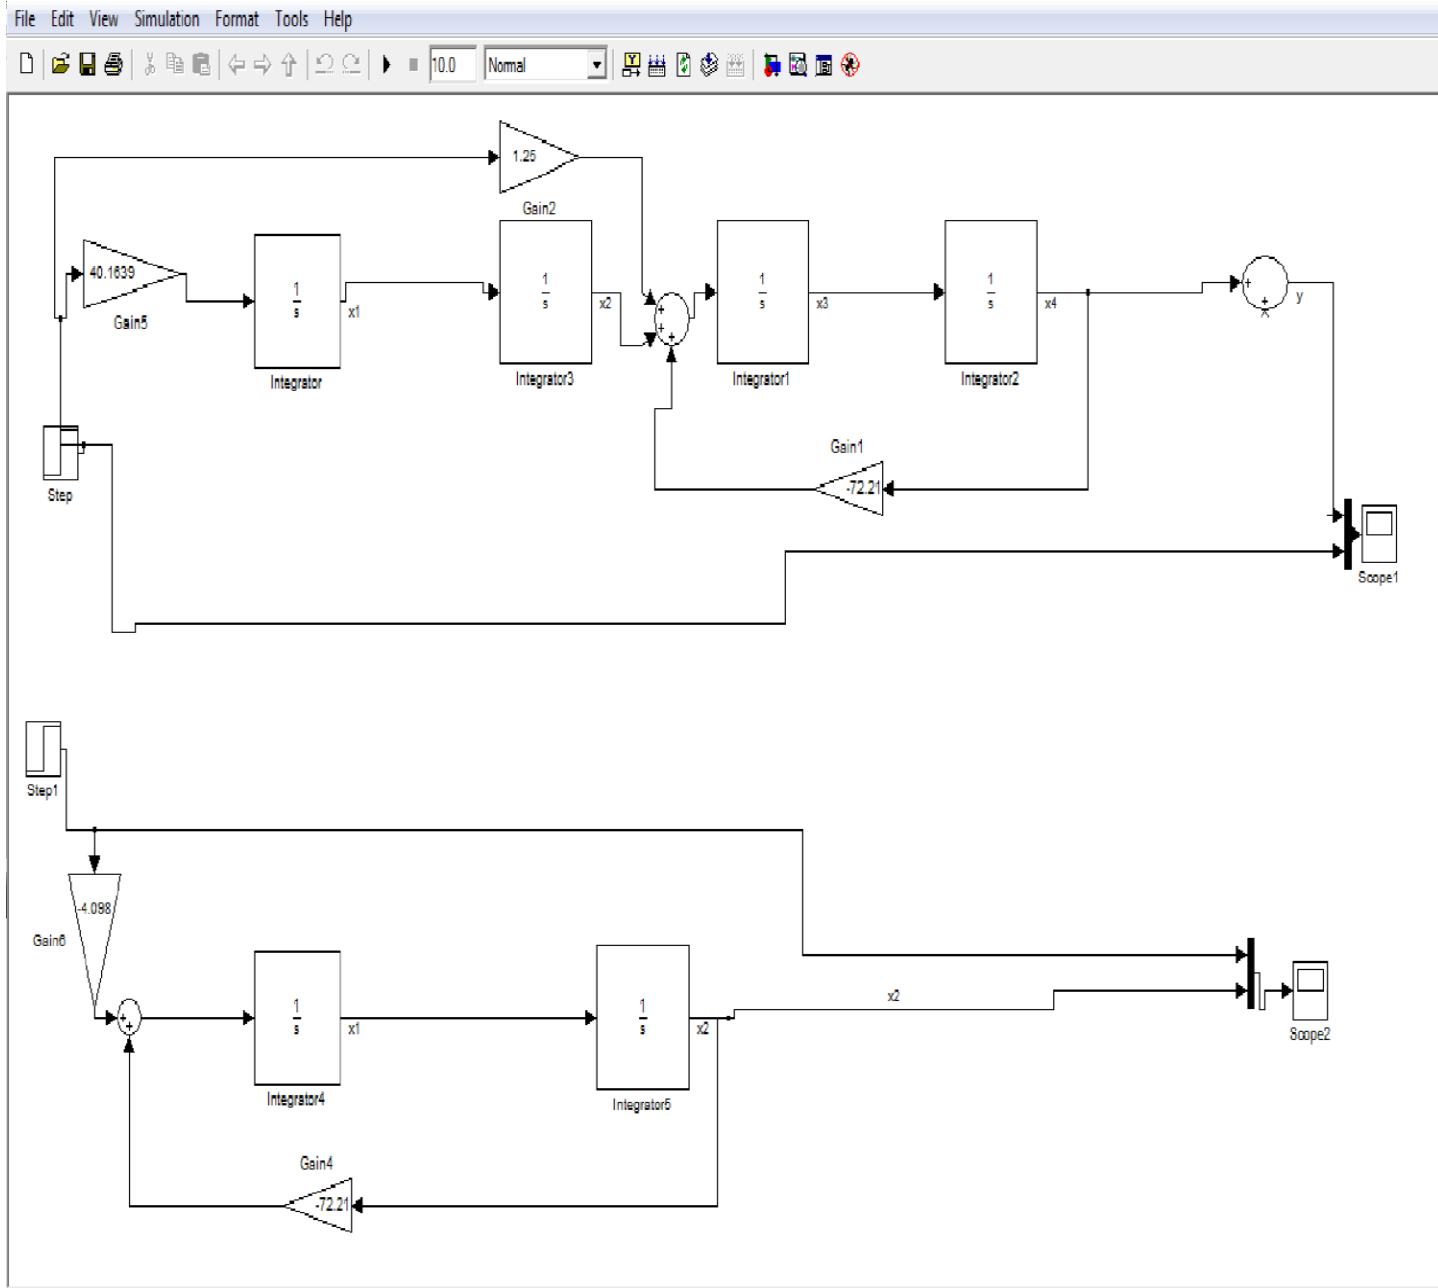 File Edit View Simulation Format Tools Help
10.0 Normal
1.25
Gain2
40.1639
Gain5
1
s
x1
Integrator
1
s
x2
Integrator3
+
+
+
1
s
x3
Integrator1
1
s
x4
Integrator2
+
+
y
Gain1
-72.21
Step
Scope1
Step1
-4.098
Gain6
+
+
1
s
x1
Integrator4
1
s
x2
Integrator5
x2
Scope2
Gain4
-72.21